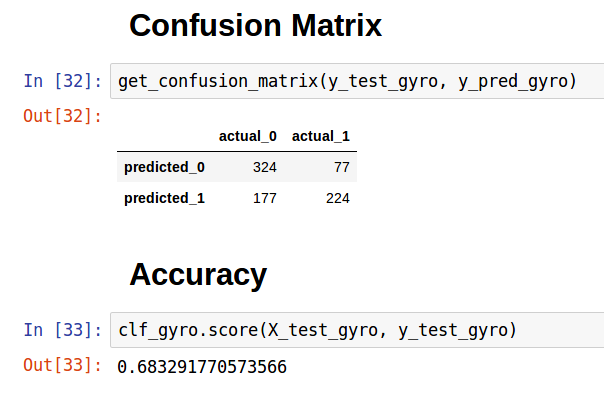 Confusion Matrix
In [32]: get_confusion_matrix(y_test_gyro, y_pred_gyro)
Out[32]:
actual_0 actual_1
predicted_0 324 77
predicted_1 177 224
Accuracy
In [33]: clf_gyro.score(X_test_gyro, y_test_gyro)
Out[33]: 0.683291770573566